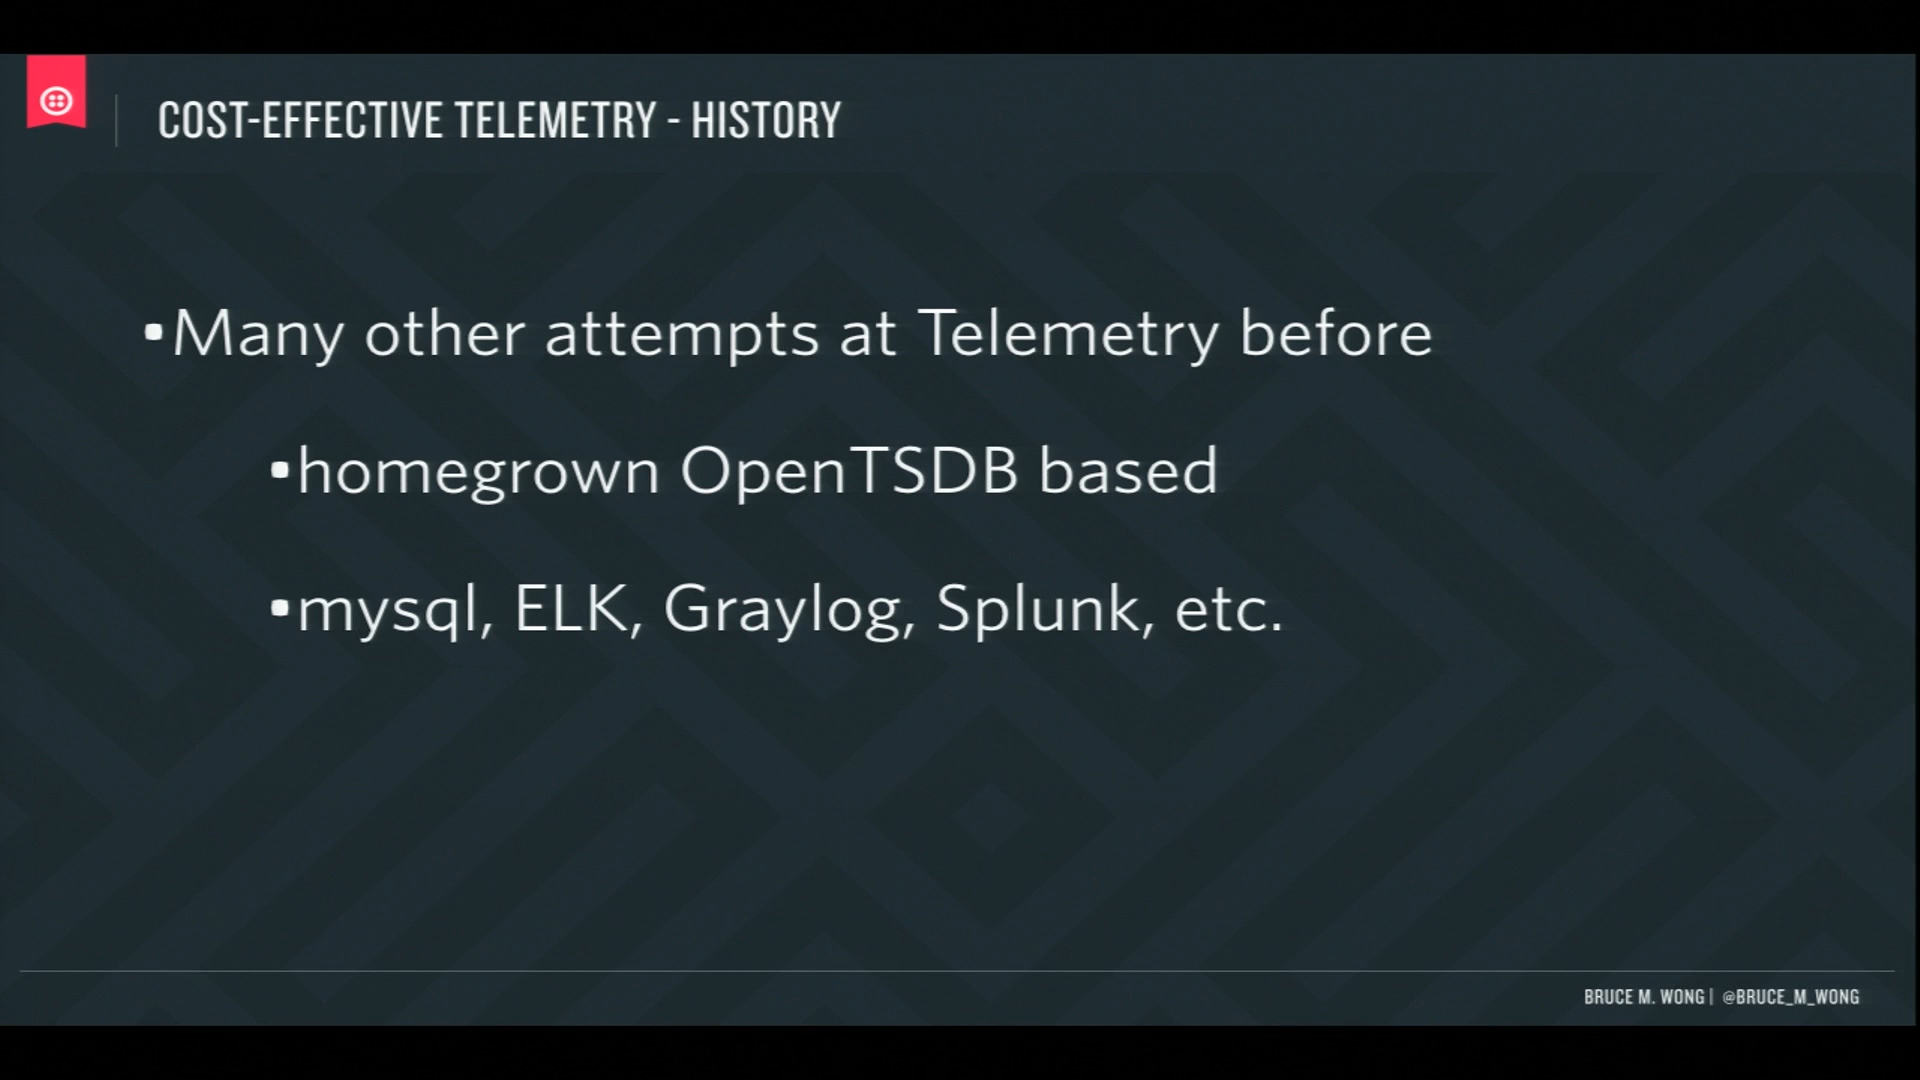 COST-EFFECTIVE TELEMETRY - HISTORY
▪Many other attempts at Telemetry before
▪homegrown OpenTSDB based
▪mysql, ELK, Graylog, Splunk, etc.
BRUCE M. WONG | @BRUCE_M_WONG